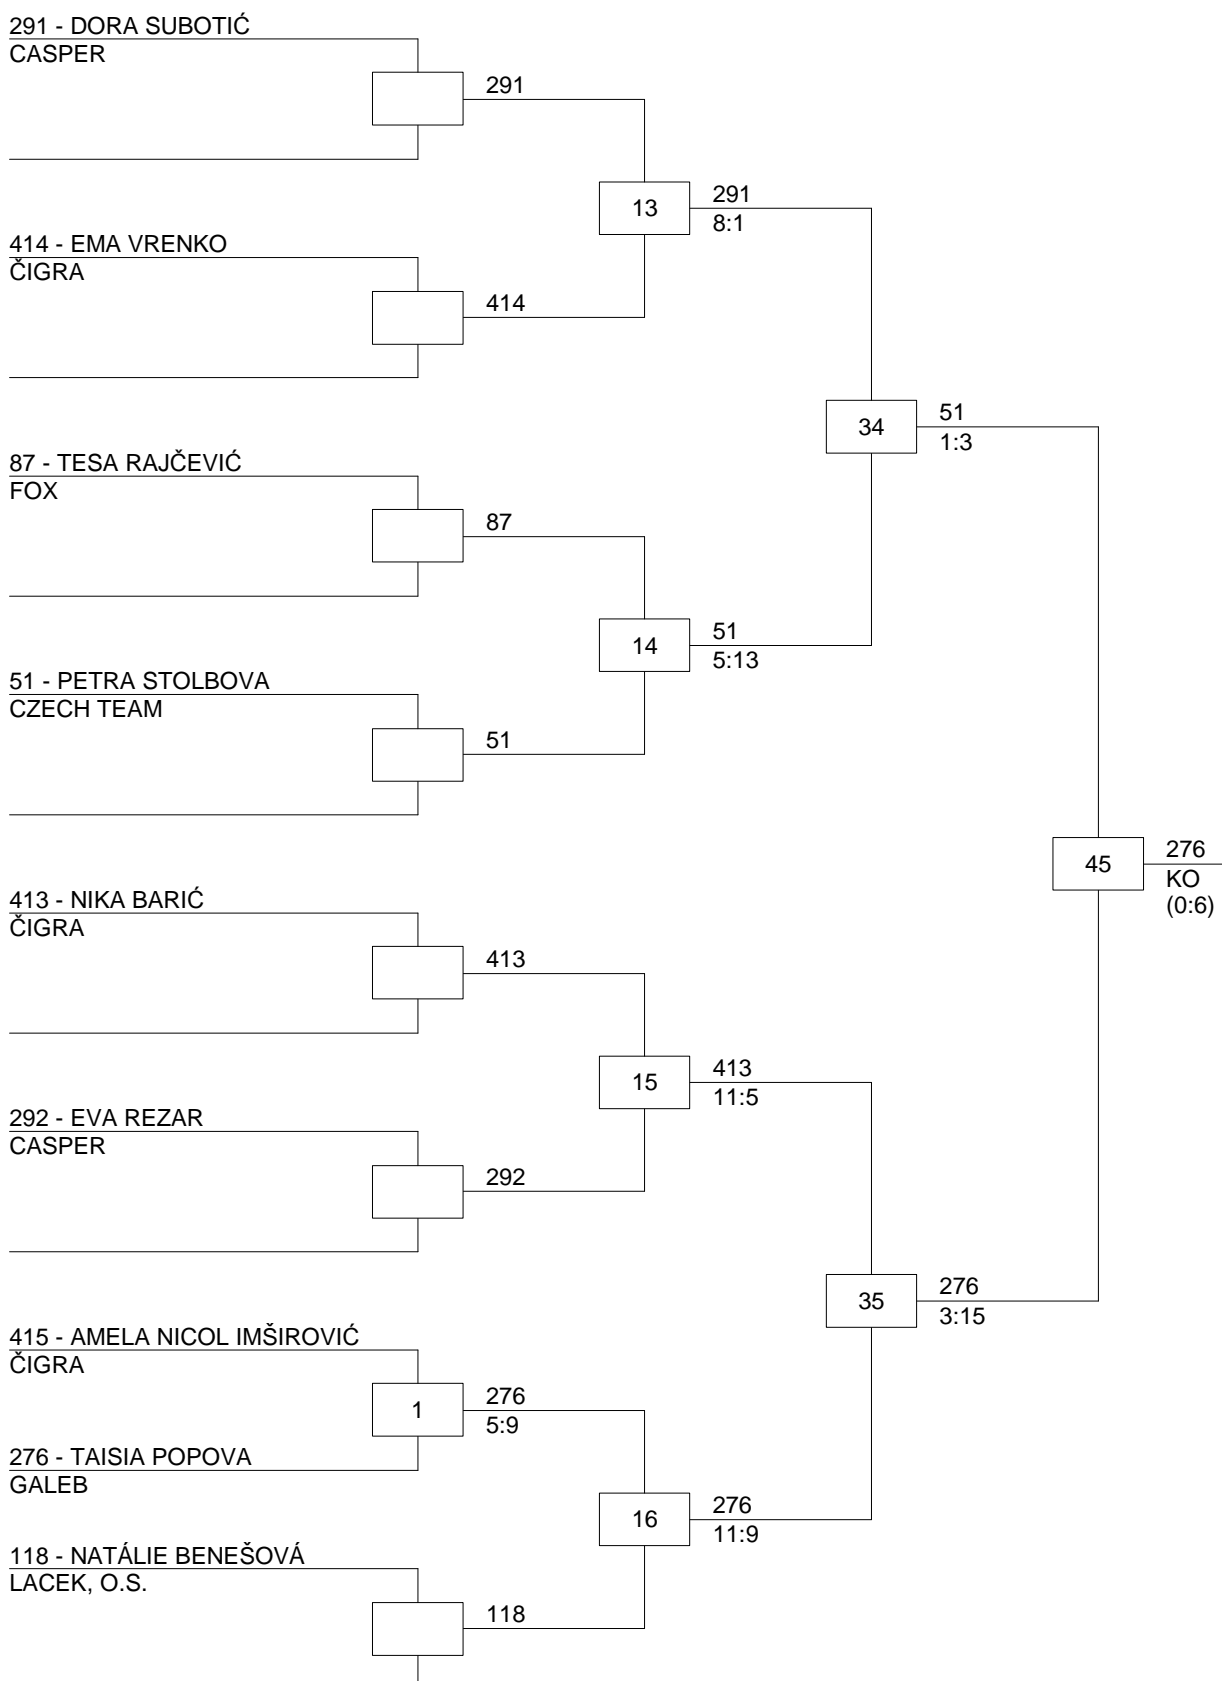 291 - DORA SUBOTIĆ
CASPER
291
13
291
8:1
414 - EMA VRENKO
ČIGRA
414
34
51
1:3
87 - TESA RAJČEVIĆ
FOX
87
14
51
5:13
51 - PETRA STOLBOVA
CZECH TEAM
51
45
276
KO
(0:6)
413 - NIKA BARIĆ
ČIGRA
413
15
413
11:5
292 - EVA REZAR
CASPER
292
35
276
3:15
415 - AMELA NICOL IMŠIROVIĆ
ČIGRA
1
276
5:9
276 - TAISIA POPOVA
GALEB
16
276
11:9
118 - NATÁLIE BENEŠOVÁ
LACEK, O.S.
118